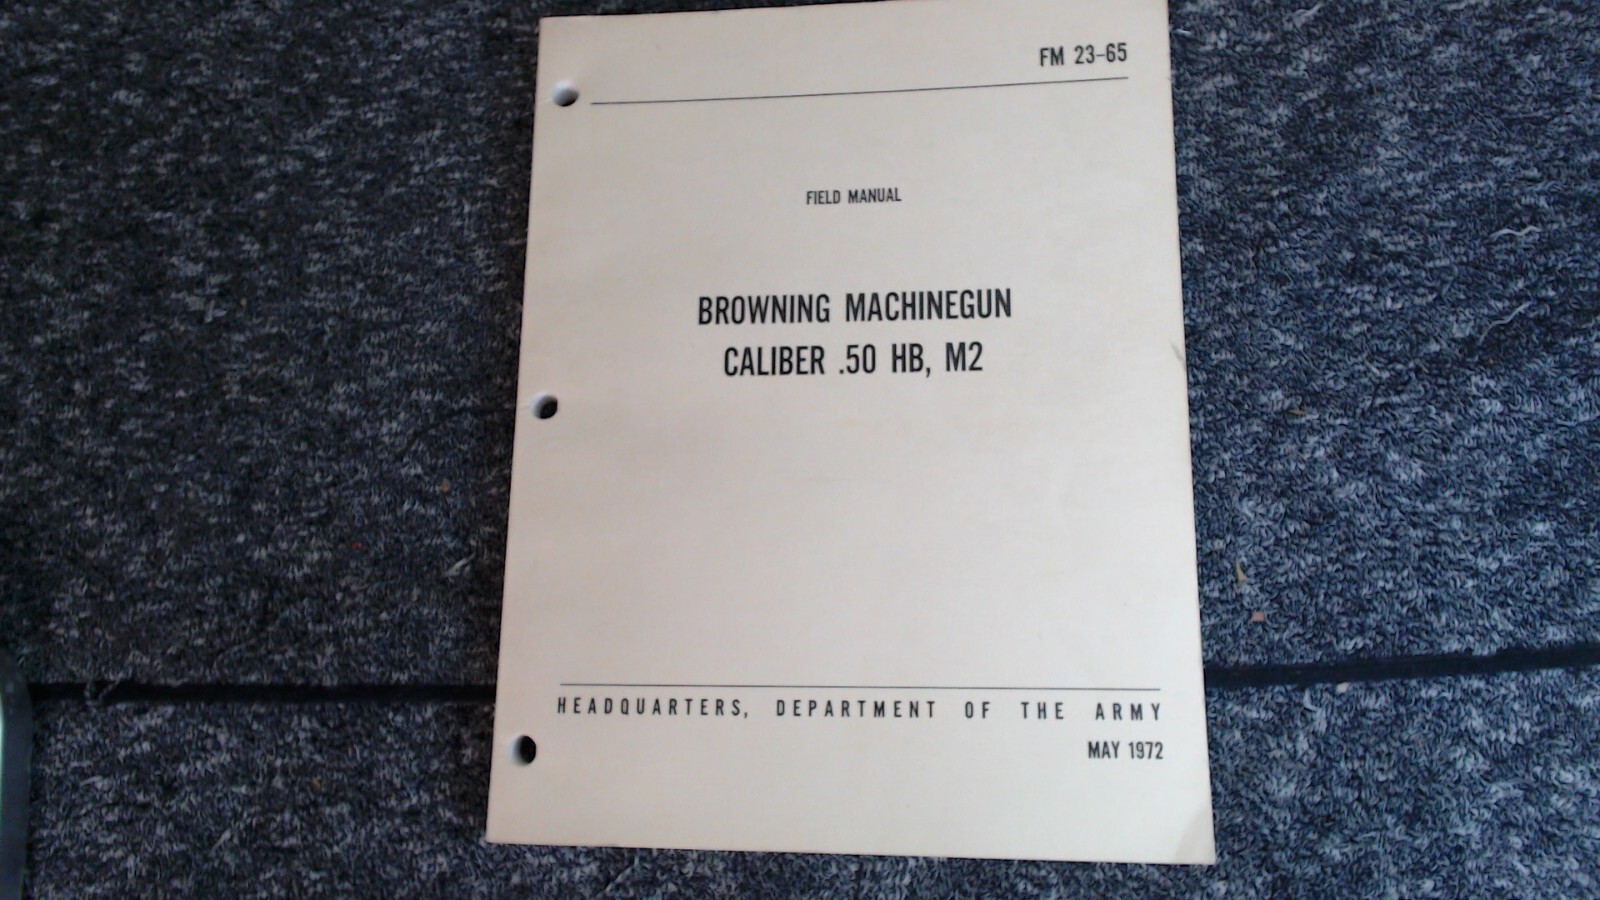 FM 23-65
FIELD MANUAL
BROWNING MACHINEGUN
CALIBER .50 HB, M2
HEADQUARTERS, DEPARTMENT OF THE ARMY
MAY 1972